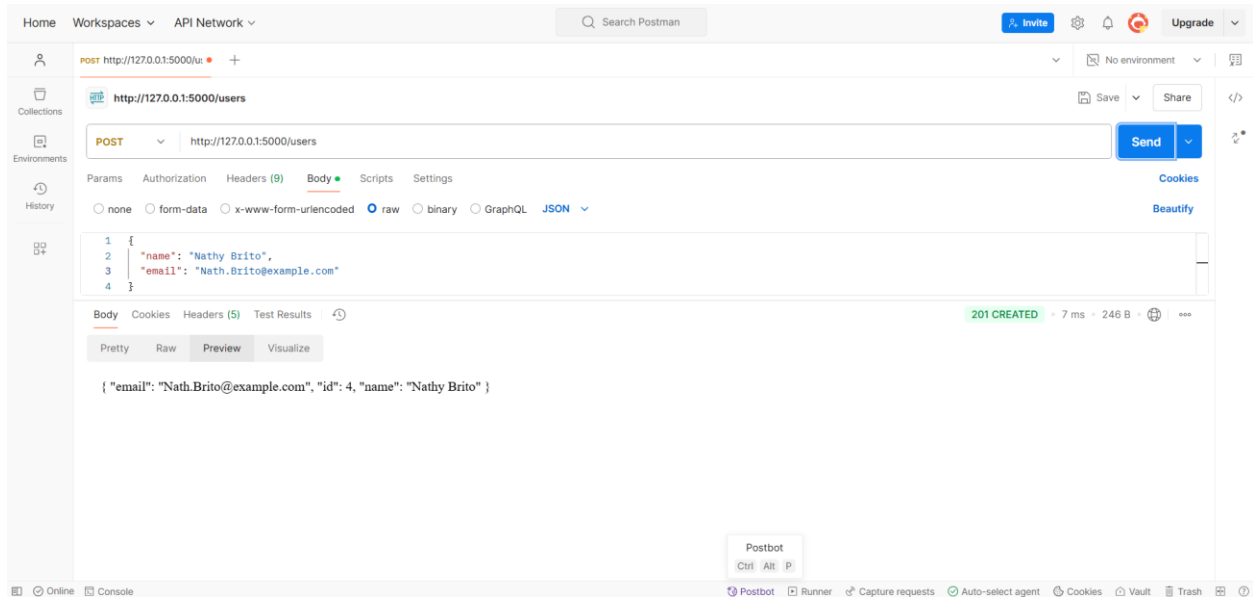 Home Workspaces API Network Search Postman Invite Upgrade
POST http://127.0.0.1:5000/u: No environment
Collections
Environments
History
HTTP http://127.0.0.1:5000/users Save Share
POST http://127.0.0.1:5000/users Send
Params Authorization Headers (9) Body Scripts Settings Cookies
none form-data x-www-form-urlencoded raw binary GraphQL JSON Beautify
1 {
2 "name": "Nathy Brito",
3 "email": "Nath.Brito@example.com"
4 }
Body Cookies Headers (5) Test Results 201 CREATED 7 ms 246 B
Pretty Raw Preview Visualize
{ "email": "Nath.Brito@example.com", "id": 4, "name": "Nathy Brito" }
Postbot
Ctrl Alt P
Online Console Postbot Runner Capture requests Auto-select agent Cookies Vault Trash